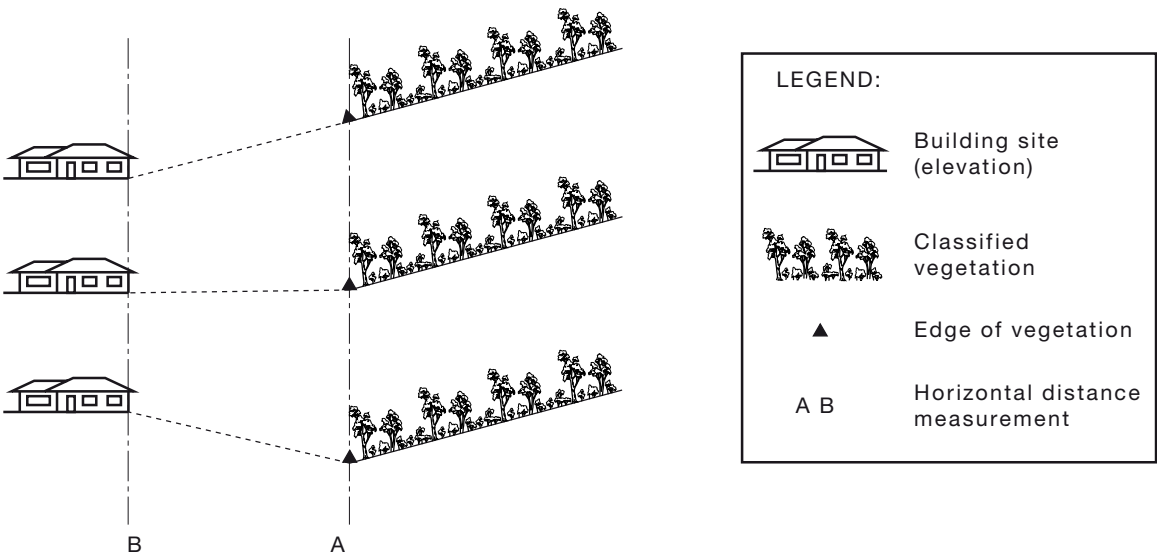 LEGEND:
Building site
(elevation)
Classified
vegetation
Edge of vegetation
A B
Horizontal distance
measurement
B
A